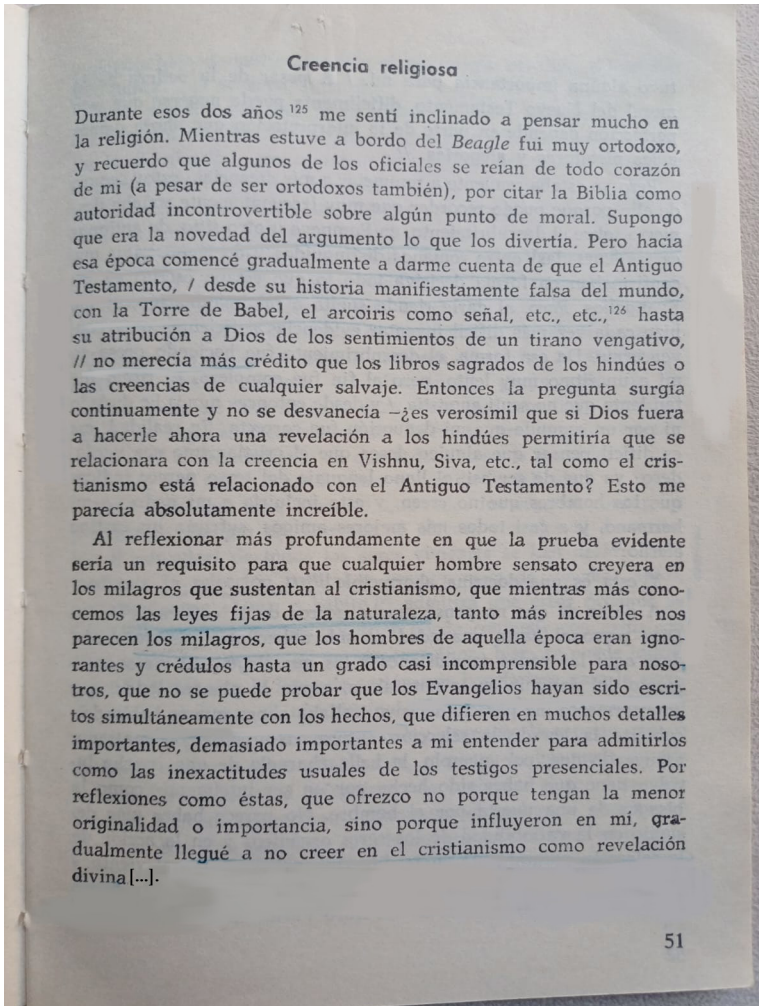 Creencia religiosa
Durante esos dos años 125 me sentí inclinado a pensar mucho en
la religión. Mientras estuve a bordo del Beagle fui muy ortodoxo,
y recuerdo que algunos de los oficiales se reían de todo corazón
de mi (a pesar de ser ortodoxos también), por citar la Biblia como
autoridad incontrovertible sobre algún punto de moral. Supongo
que era la novedad del argumento lo que los divertía. Pero hacia
esa época comencé gradualmente a darme cuenta de que el Antiguo
Testamento, / desde su historia manifiestamente falsa del mundo,
con la Torre de Babel, el arcoiris como señal, etc., etc.,126 hasta
su atribución a Dios de los sentimientos de un tirano vengativo,
// no merecía más crédito que los libros sagrados de los hindúes o
las creencias de cualquier salvaje. Entonces la pregunta surgía
continuamente y no se desvanecía —¿es verosímil que si Dios fuera
a hacerle ahora una revelación a los hindúes permitiría que se
relacionara con la creencia en Vishnu, Siva, etc., tal como el cris-
tianismo está relacionado con el Antiguo Testamento? Esto me
parecía absolutamente increíble.
Al reflexionar más profundamente en que la prueba evidente
sería un requisito para que cualquier hombre sensato creyera en
los milagros que sustentan al cristianismo, que mientras más cono-
cemos las leyes fijas de la naturaleza, tanto más increíbles nos
parecen los milagros, que los hombres de aquella época eran igno-
rantes y crédulos hasta un grado casi incomprensible para noso-
tros, que no se puede probar que los Evangelios hayan sido escri-
tos simultáneamente con los hechos, que difieren en muchos detalles
importantes, demasiado importantes a mi entender para admitirlos
como las inexactitudes usuales de los testigos presenciales. Por
reflexiones como éstas, que ofrezco no porque tengan la menor
originalidad o importancia, sino porque influyeron en mí, gra-
dualmente llegué a no creer en el cristianismo como revelación
divina [...].
51